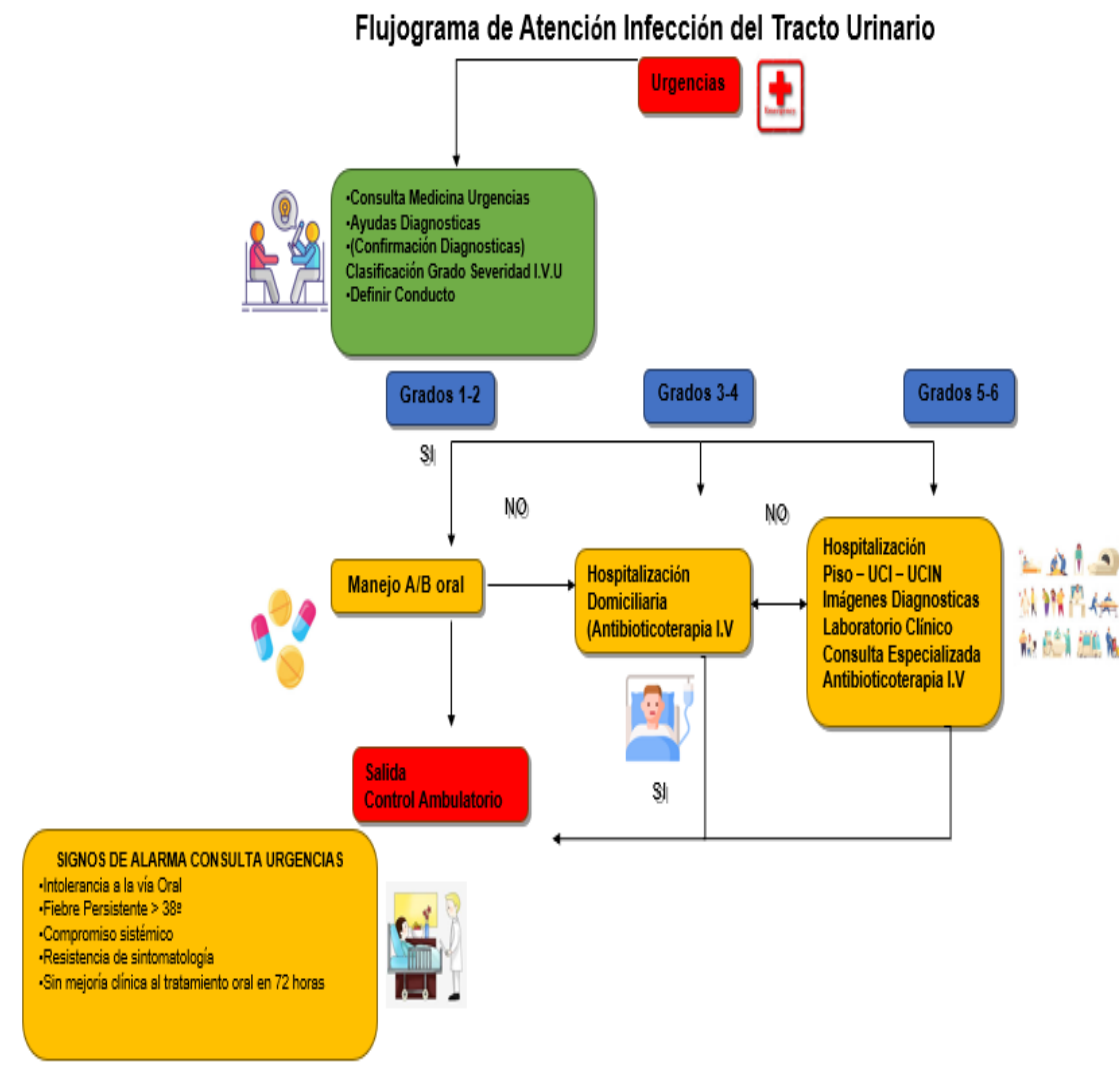 Flujograma de Atención Infección del Tracto Urinario
Urgencias
•Consulta Medicina Urgencias
•Ayudas Diagnosticas
•(Confirmación Diagnosticas)
Clasificación Grado Severidad I.V.U
•Definir Conducto
Grados 1-2
Grados 3-4
Grados 5-6
SI
NO
NO
Manejo A/B oral
Hospitalización
Domiciliaria
(Antibioticoterapia I.V
Hospitalización
Piso – UCI – UCIN
Imágenes Diagnosticas
Laboratorio Clínico
Consulta Especializada
Antibioticoterapia I.V
Salida
Control Ambulatorio
SI
SIGNOS DE ALARMA CONSULTA URGENCIAS
•Intolerancia a la vía Oral
•Fiebre Persistente > 38º
•Compromiso sistémico
•Resistencia de sintomatología
•Sin mejoría clínica al tratamiento oral en 72 horas